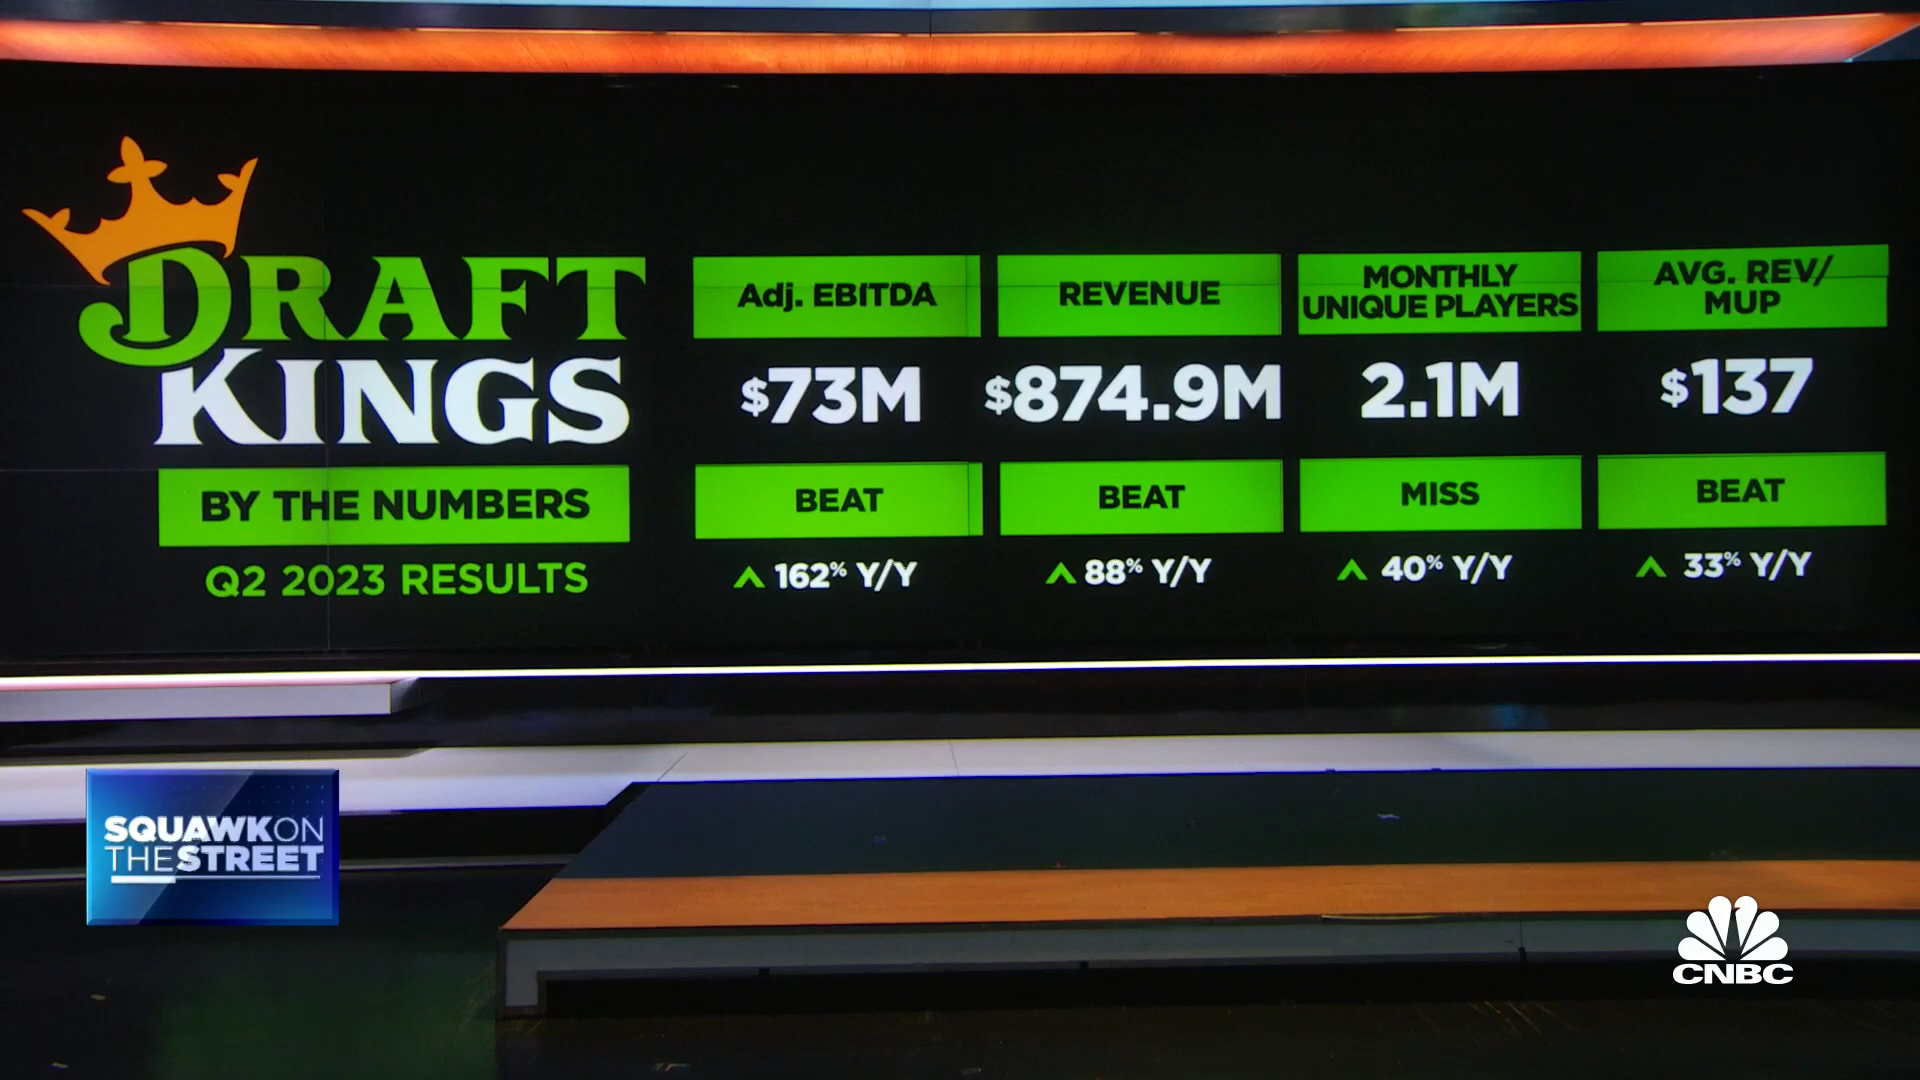 DRAFT
KINGS
BY THE NUMBERS
Q2 2023 RESULTS
Adj. EBITDA
$73M
BEAT
162% Y/Y
REVENUE
$874.9M
BEAT
88% Y/Y
MONTHLY
UNIQUE PLAYERS
2.1M
MISS
40% Y/Y
AVG. REV/
MUP
$137
BEAT
33% Y/Y
SQUAWK ON
THE STREET
CNBC